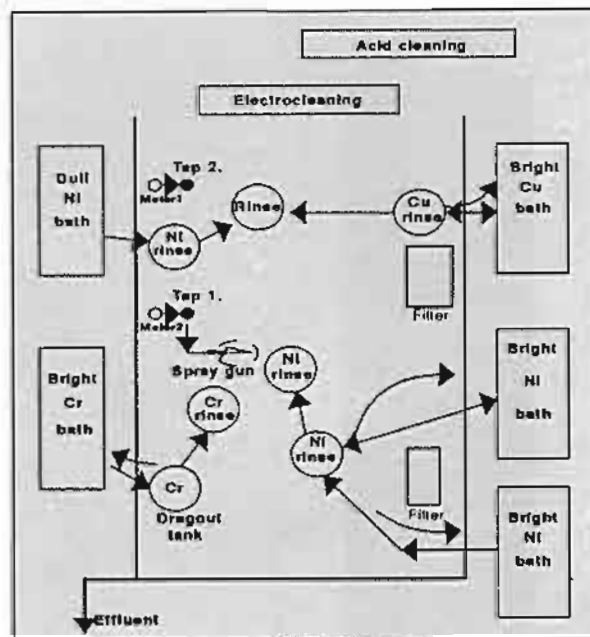 Acid cleaning
Electrocleaning
Dull
Ni
bath
Tap 2.
Meter1
Ni
rinse
Rinse
Cu
rinse
Bright
Cu
bath
Filter
Tap 1.
Meter2
Spray gun
Ni
rinse
Bright
Ni
bath
Bright
Cr
bath
Cr
rinse
Ni
rinse
Cr
Dragout
tank
Filter
Bright
Ni
bath
Effluent